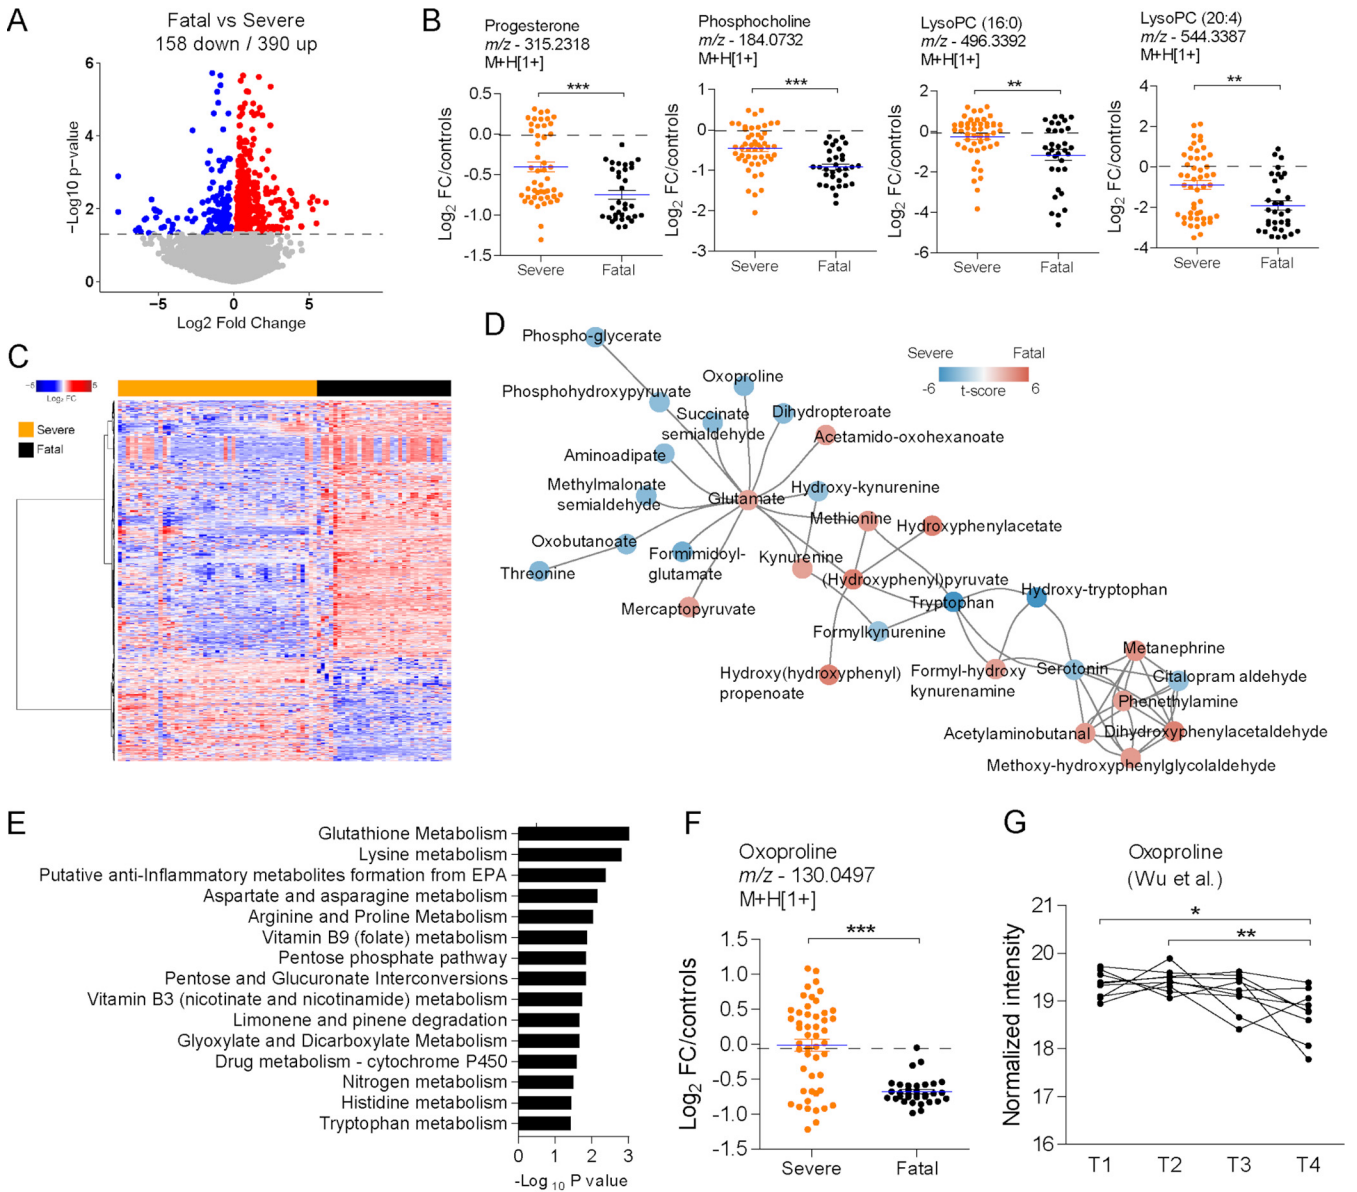 A
Fatal vs Severe
158 down / 390 up
6
4
2
0
−Log10 p-value
−5
0
5
Log2 Fold Change
B
Progesterone
m/z - 315.2318
M+H[1+]
***
0.5
0.0
-0.5
-1.0
-1.5
Log2 FC/controls
Severe
Fatal
Phosphocholine
m/z - 184.0732
M+H[1+]
***
1
0
-1
-2
-3
Log2 FC/controls
Severe
Fatal
LysoPC (16:0)
m/z - 496.3392
M+H[1+]
**
2
0
-2
-4
-6
Log2 FC/controls
Severe
Fatal
LysoPC (20:4)
m/z - 544.3387
M+H[1+]
**
4
2
0
-2
-4
Log2 FC/controls
Severe
Fatal
C
Log2 FC
Severe
Fatal
D
Severe
Fatal
-6
t-score
6
Phospho-glycerate
Phosphohydroxypyruvate
Oxoproline
Succinate
semialdehyde
Dihydropteroate
Acetamido-oxohexanoate
Aminoadipate
Methylmalonate
semialdehyde
Glutamate
Hydroxy-kynurenine
Methionine
Hydroxyphenylacetate
Oxobutanoate
Formimidoyl-
glutamate
Kynurenine
Threonine
(Hydroxyphenyl)pyruvate
Mercaptopyruvate
Tryptophan
Hydroxy-tryptophan
Formylkynurenine
Hydroxy(hydroxyphenyl)
propenoate
Formyl-hydroxy
kynurenamine
Serotonin
Metanephrine
Citalopram aldehyde
Phenethylamine
Acetylaminobutanal
Dihydroxyphenylacetaldehyde
Methoxy-hydroxyphenylglycolaldehyde
E
Glutathione Metabolism
Lysine metabolism
Putative anti-Inflammatory metabolites formation from EPA
Aspartate and asparagine metabolism
Arginine and Proline Metabolism
Vitamin B9 (folate) metabolism
Pentose phosphate pathway
Pentose and Glucuronate Interconversions
Vitamin B3 (nicotinate and nicotinamide) metabolism
Limonene and pinene degradation
Glyoxylate and Dicarboxylate Metabolism
Drug metabolism - cytochrome P450
Nitrogen metabolism
Histidine metabolism
Tryptophan metabolism
0 1 2 3
-Log10 P value
F
Oxoproline
m/z - 130.0497
M+H[1+]
***
1.5
1.0
0.5
0.0
-0.5
-1.0
-1.5
Log2 FC/controls
Severe
Fatal
G
Oxoproline
(Wu et al.)
*
**
21
20
19
18
17
16
Normalized intensity
T1 T2 T3 T4